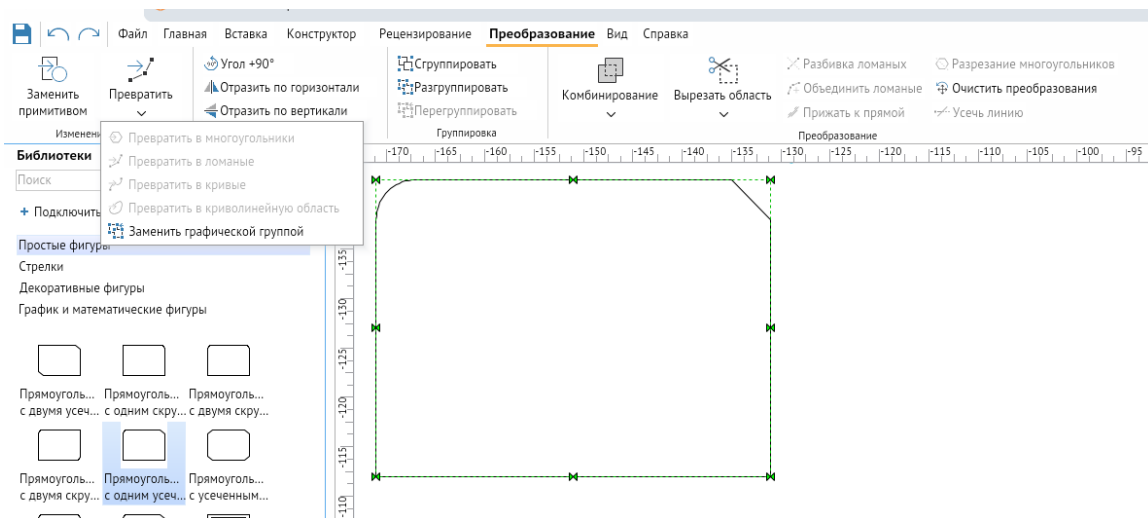 Файл Главная Вставка Конструктор Рецензирование Преобразование Вид Справка
Заменить примитивом
Превратить
Угол +90°
Отразить по горизонтали
Отразить по вертикали
Сгруппировать
Разгруппировать
Перегруппировать
Группировка
Комбинирование
Вырезать область
Разбивка ломаных
Объединить ломаные
Прижать к прямой
Разрезание многоугольников
Очистить преобразования
Усечь линию
Преобразование
Изменени
Превратить в многоугольники
Превратить в ломаные
Превратить в кривые
Превратить в криволинейную область
Заменить графической группой
Библиотеки
Поиск
+ Подключить
Простые фигуры
Стрелки
Декоративные фигуры
График и математические фигуры
Прямоуголь... Прямоуголь... Прямоуголь...
с двумя усеч... с одним скру... с двумя скру...
Прямоуголь... Прямоуголь... Прямоуголь...
с двумя скру... с одним усеч... с усеченным...
-170 -165 -160 -155 -150 -145 -140 -135 -130 -125 -120 -115 -110 -105 -100 -95
-135
-130
-125
-120
-115
-110